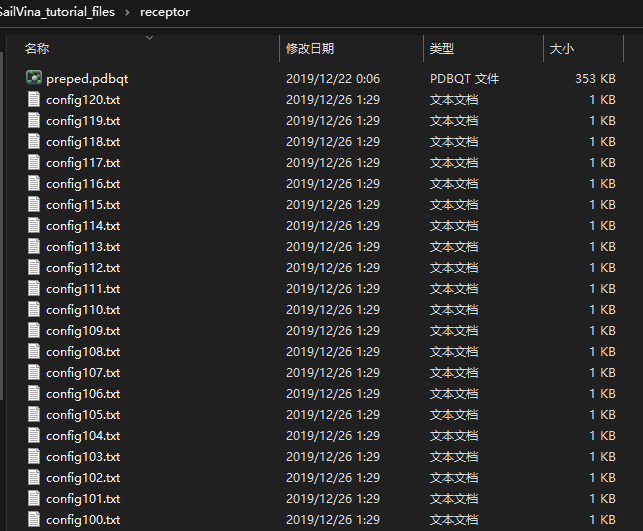 SailVina_tutorial_files > receptor
名称 修改日期 类型 大小
preped.pdbqt 2019/12/22 0:06 PDBQT 文件 353 KB
config120.txt 2019/12/26 1:29 文本文档 1 KB
config119.txt 2019/12/26 1:29 文本文档 1 KB
config118.txt 2019/12/26 1:29 文本文档 1 KB
config117.txt 2019/12/26 1:29 文本文档 1 KB
config116.txt 2019/12/26 1:29 文本文档 1 KB
config115.txt 2019/12/26 1:29 文本文档 1 KB
config114.txt 2019/12/26 1:29 文本文档 1 KB
config113.txt 2019/12/26 1:29 文本文档 1 KB
config112.txt 2019/12/26 1:29 文本文档 1 KB
config111.txt 2019/12/26 1:29 文本文档 1 KB
config110.txt 2019/12/26 1:29 文本文档 1 KB
config109.txt 2019/12/26 1:29 文本文档 1 KB
config108.txt 2019/12/26 1:29 文本文档 1 KB
config107.txt 2019/12/26 1:29 文本文档 1 KB
config106.txt 2019/12/26 1:29 文本文档 1 KB
config105.txt 2019/12/26 1:29 文本文档 1 KB
config104.txt 2019/12/26 1:29 文本文档 1 KB
config103.txt 2019/12/26 1:29 文本文档 1 KB
config102.txt 2019/12/26 1:29 文本文档 1 KB
config101.txt 2019/12/26 1:29 文本文档 1 KB
config100.txt 2019/12/26 1:29 文本文档 1 KB